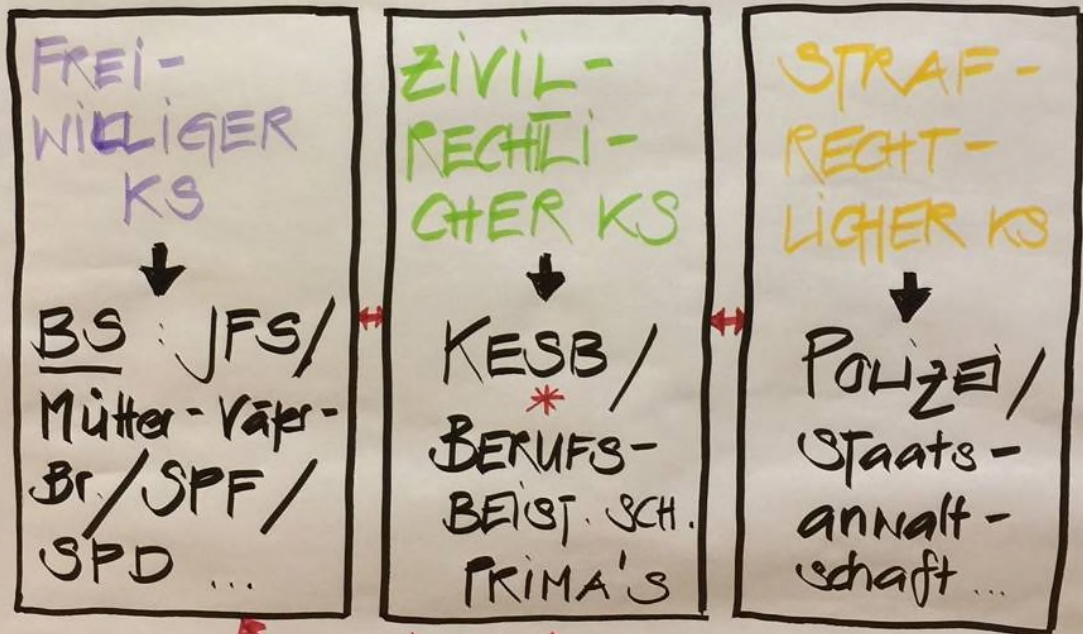 FREI-
WILLIGER
KS
BS : JFS/
Mütter-Väter-
Br./SPF/
SPD ...
ZIVIL-
RECHTLI-
CHER KS
KESB /
*
BERUFS-
BEIST. SCH.
PRIMA'S
STRAF-
RECHT-
LICHER KS
POLIZEI/
Staats-
anwalt-
schaft...